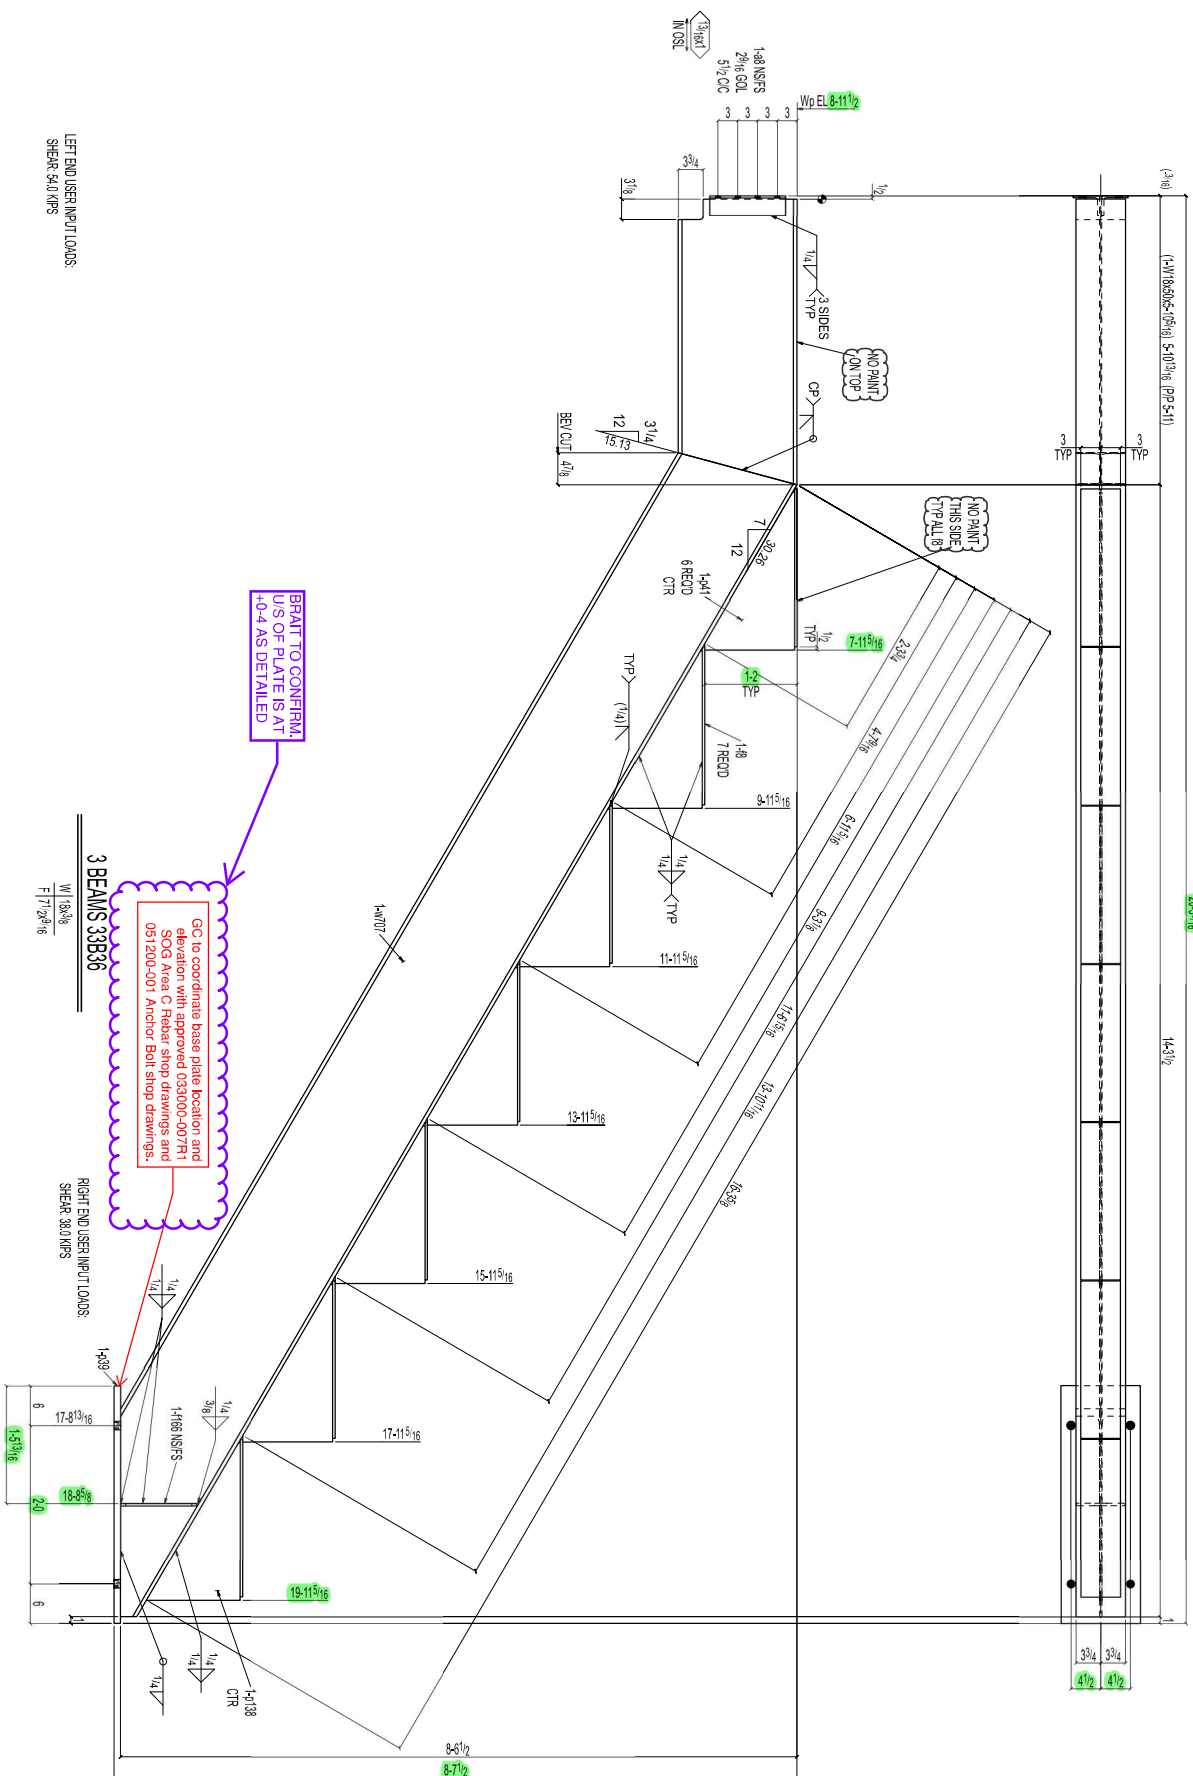 13/16X1
IN OSL
1-a8 NS/FS
2 9/16 GOL
5 1/2 C/C
Wp EL 8-11 1/2
3
3
3
3
3 3/4
3 1/8
1/2
(3/16)
(1-W18x50x5-10 5/16) 5-10 13/16 (P/P 5-11)
3
TYP
3
TYP
14-3 1/2
1
3 3/4
3 3/4
4 1/2
4 1/2
1/4
3 SIDES
TYP
NO PAINT
ON TOP
CP
12
3 1/4
15.13
BEV CUT
4 7/8
NO PAINT
THIS SIDE
TYP ALL f8
7
12
30.26
1-p41
6 REQ'D
CTR
1/2
TYP
7-11 5/16
1-2
TYP
1-f8
7 REQ'D
TYP
(1/4)
1/4
1/4
TYP
9-11 5/16
11-11 5/16
13-11 5/16
15-11 5/16
17-11 5/16
19-11 5/16
2-3 3/4
4-7 9/16
6-11 5/16
9-3 1/8
11-6 15/16
13-10 11/16
16-2 5/8
1-w707
LEFT END USER INPUT LOADS:
SHEAR: 54.0 KIPS
BRAIT TO CONFIRM.
U/S OF PLATE IS AT
+0-4 AS DETAILED
GC to coordinate base plate location and
elevation with approved 033000-007R1
SOG Area C Rebar shop drawings and
051200-001 Anchor Bolt shop drawings.
3 BEAMS 33B36
W 18x3/8
F 7 1/2x9/16
RIGHT END USER INPUT LOADS:
SHEAR: 38.0 KIPS
1/4
1/4
1-p39
1-f166 NS/FS
1/4
3/8
6
17-8 13/16
1-5 13/16
18-8 5/8
2-0
6
1
1/4
1/4
1/4
1-p138
CTR
8-6 1/2
8-7 1/2